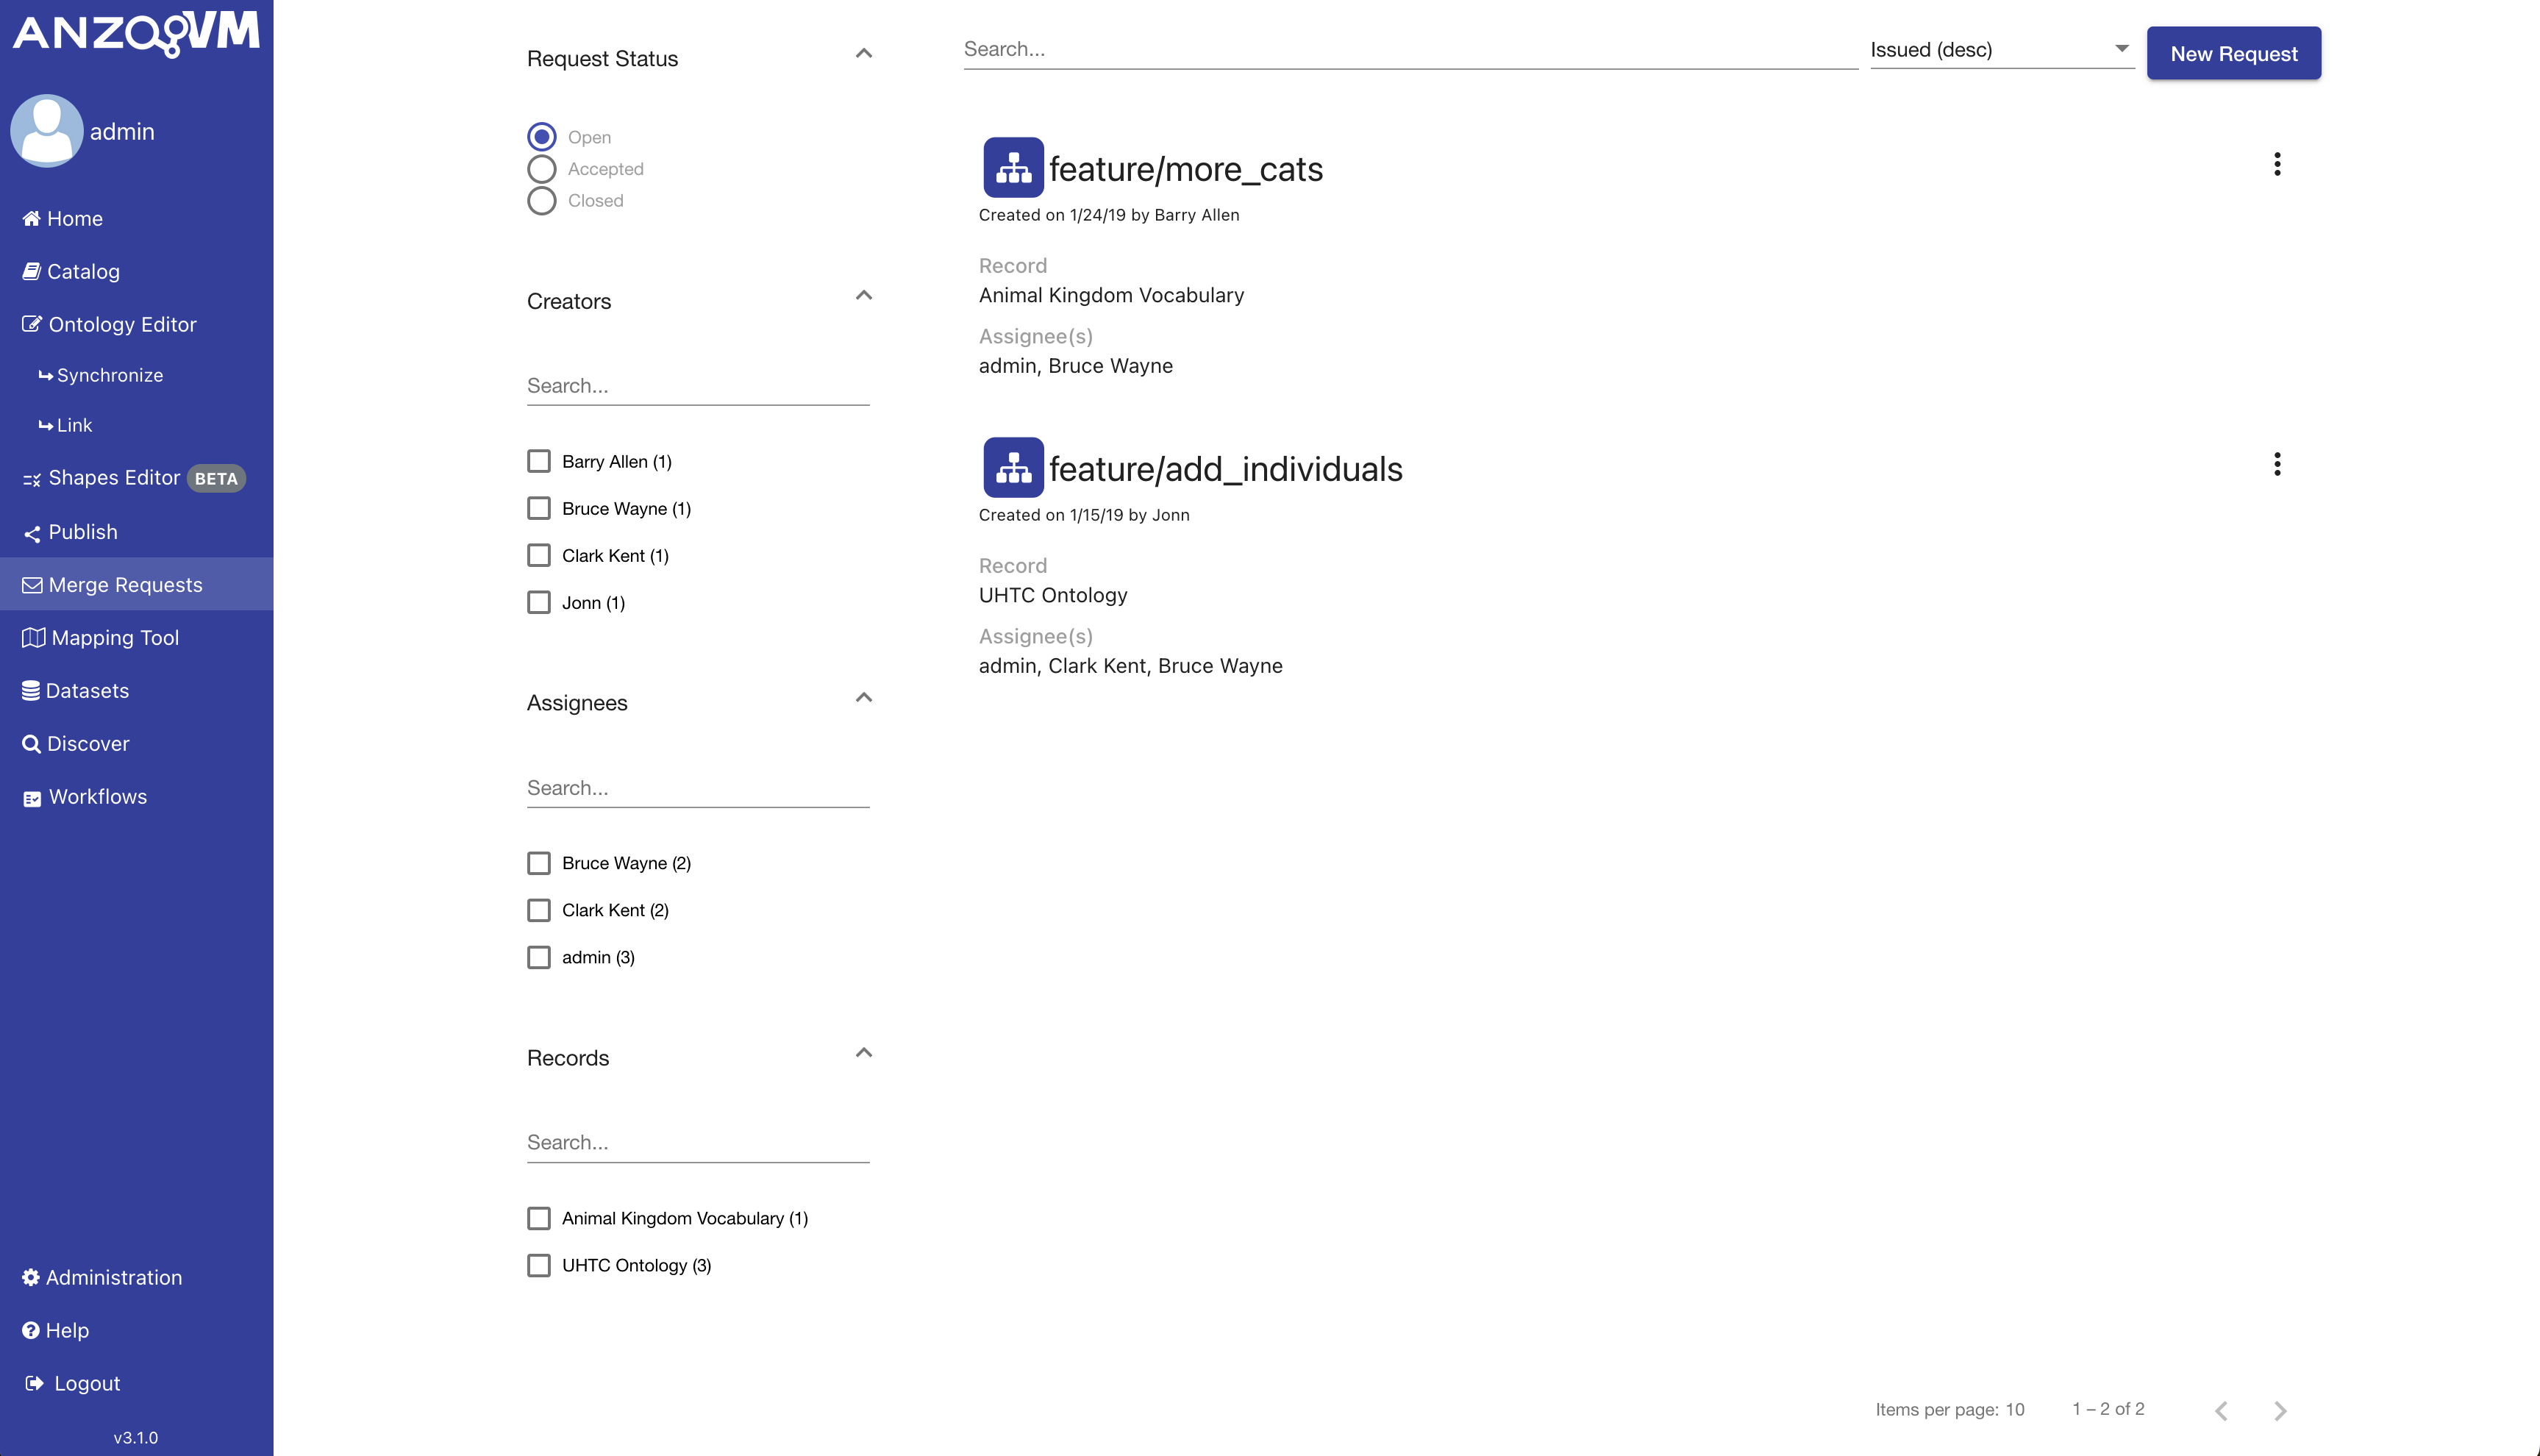 ANZOVM
admin
Home
Catalog
Ontology Editor
Synchronize
Link
Shapes Editor BETA
Publish
Merge Requests
Mapping Tool
Datasets
Discover
Workflows
Administration
Help
Logout
v3.1.0
Request Status
Open
Accepted
Closed
Creators
Search...
Barry Allen (1)
Bruce Wayne (1)
Clark Kent (1)
Jonn (1)
Assignees
Search...
Bruce Wayne (2)
Clark Kent (2)
admin (3)
Records
Search...
Animal Kingdom Vocabulary (1)
UHTC Ontology (3)
Search...
Issued (desc)
New Request
feature/more_cats
Created on 1/24/19 by Barry Allen
Record
Animal Kingdom Vocabulary
Assignee(s)
admin, Bruce Wayne
feature/add_individuals
Created on 1/15/19 by Jonn
Record
UHTC Ontology
Assignee(s)
admin, Clark Kent, Bruce Wayne
Items per page: 10
1 – 2 of 2